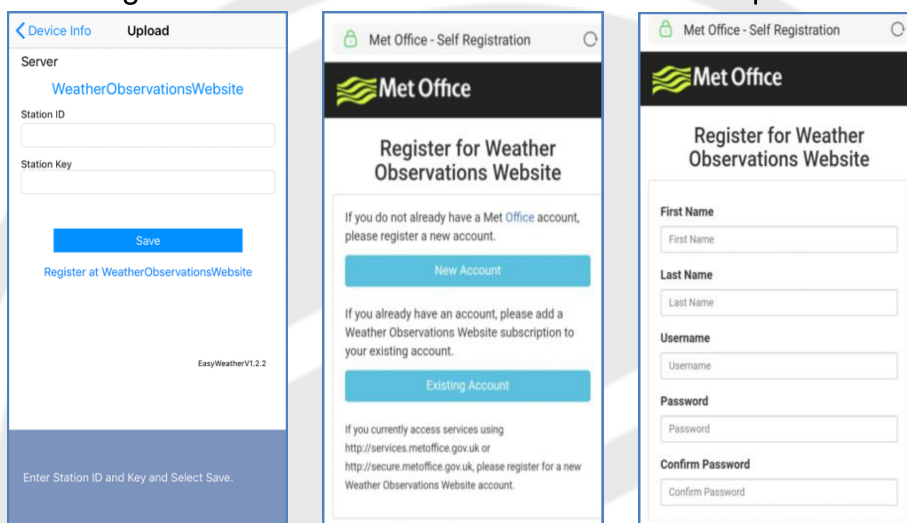 Device Info Upload
Server
WeatherObservationsWebsite
Station ID
Station Key
Save
Register at WeatherObservationsWebsite
EasyWeatherV1.2.2
Enter Station ID and Key and Select Save.
Met Office - Self Registration
Met Office
Register for Weather
Observations Website
If you do not already have a Met Office account,
please register a new account.
New Account
If you already have an account, please add a
Weather Observations Website subscription to
your existing account.
Existing Account
If you currently access services using
http://services.metoffice.gov.uk or
http://secure.metoffice.gov.uk, please register for a new
Weather Observations Website account.
Met Office - Self Registration
Met Office
Register for Weather
Observations Website
First Name
First Name
Last Name
Last Name
Username
Username
Password
Password
Confirm Password
Confirm Password